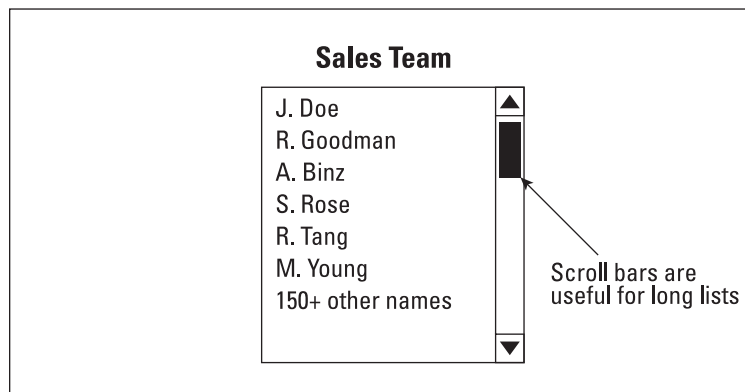 Sales Team
J. Doe
R. Goodman
A. Binz
S. Rose
R. Tang
M. Young
150+ other names
Scroll bars are
useful for long lists